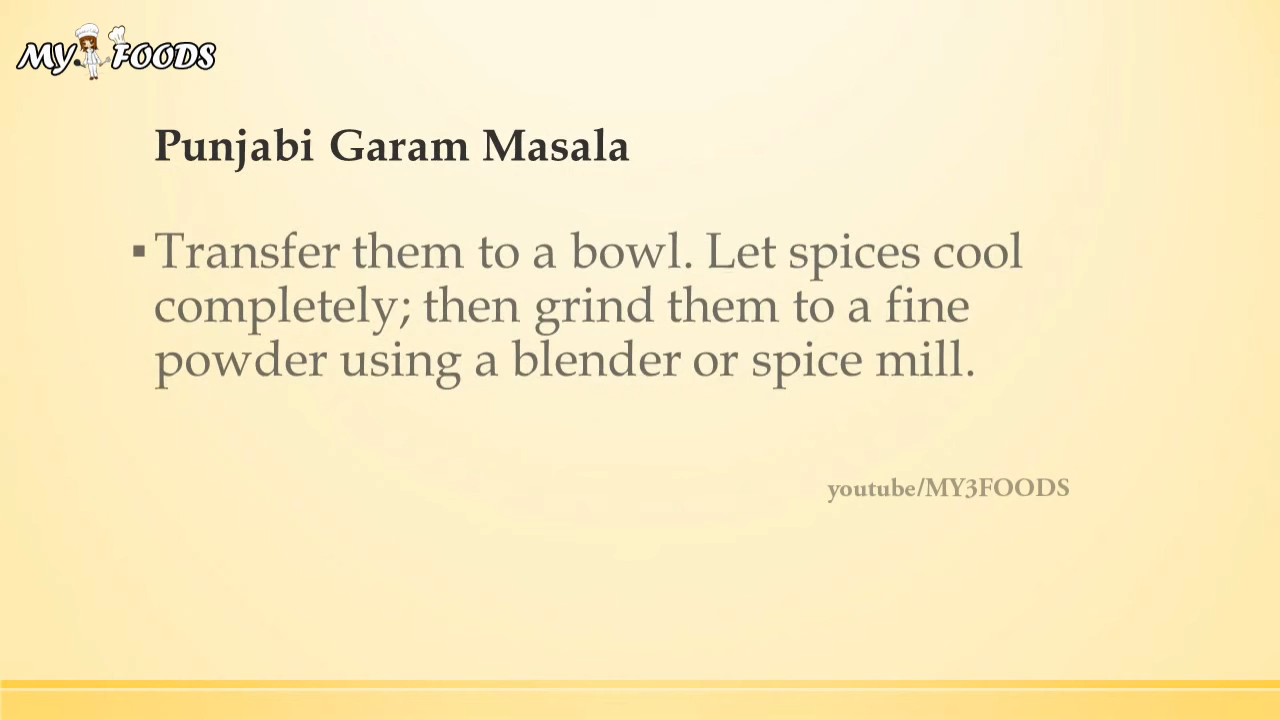 MY FOODS
Punjabi Garam Masala
▪ Transfer them to a bowl. Let spices cool
completely; then grind them to a fine
powder using a blender or spice mill.
youtube/MY3FOODS